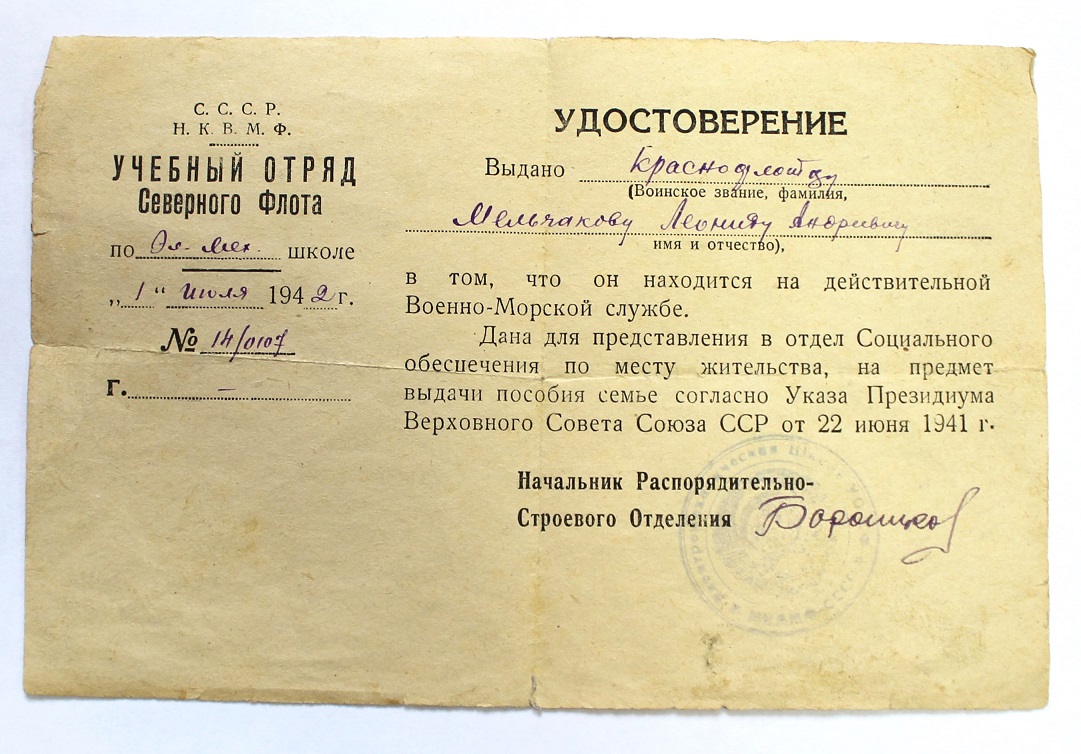 С. С. С. Р.
Н. К. В. М. Ф.
УЧЕБНЫЙ ОТРЯД
Северного Флота
по Эл. мех. школе
„1“ июля 1942 г.
№ 14/0107
г. —
УДОСТОВЕРЕНИЕ
Выдано Краснофлотцу
(Воинское звание, фамилия,
Мельчакову Леониду Андреевичу
имя и отчество),
в том, что он находится на действительной
Военно-Морской службе.
Дана для представления в отдел Социального
обеспечения по месту жительства, на предмет
выдачи пособия семье согласно Указа Президиума
Верховного Совета Союза ССР от 22 июня 1941 г.
Начальник Распорядительно-
Строевого Отделения